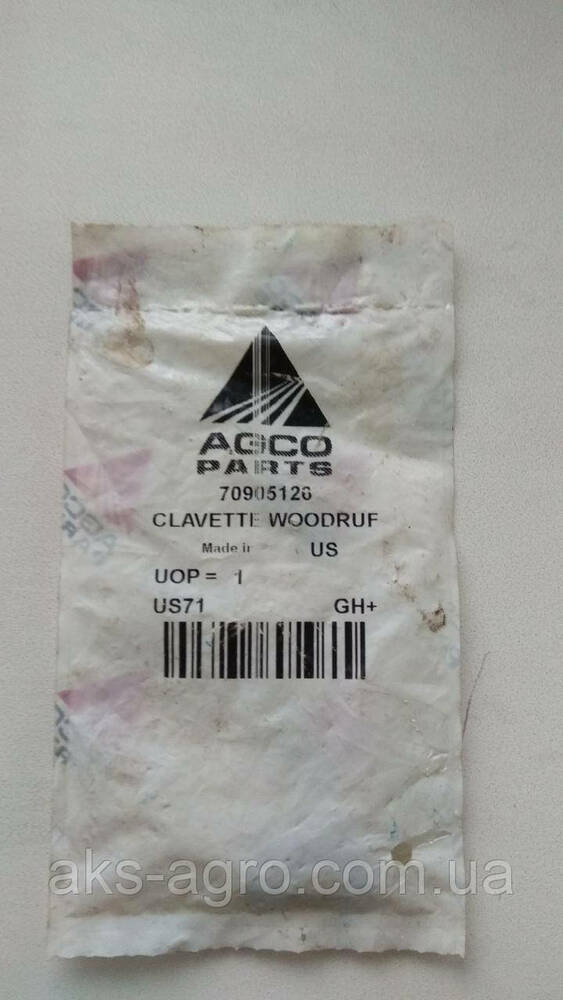 AGCO
PARTS
70905126
CLAVETTE WOODRUF
Made in US
UOP = 1
US71 GH+
aks-agro.com.ua